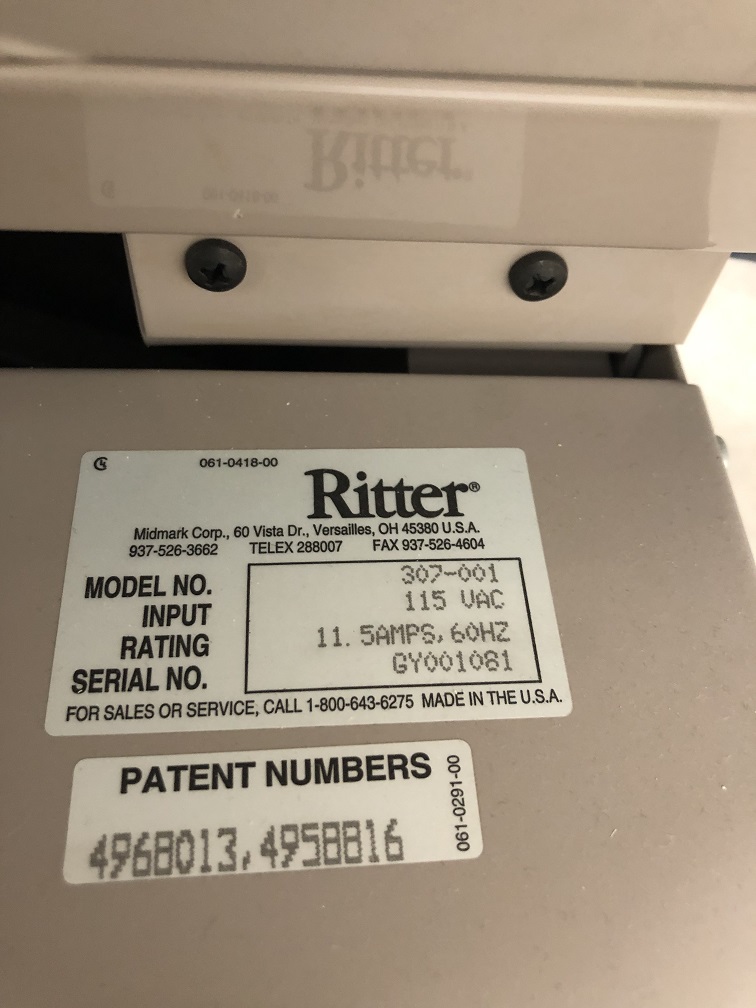 061-0418-00
Ritter®
Midmark Corp., 60 Vista Dr., Versailles, OH 45380 U.S.A.
937-526-3662 TELEX 288007 FAX 937-526-4604
MODEL NO. 307-001
INPUT 115 VAC
RATING 11.5AMPS, 60HZ
SERIAL NO. GY001081
FOR SALES OR SERVICE, CALL 1-800-643-6275 MADE IN THE U.S.A.
PATENT NUMBERS
4968013, 4958816
061-0291-00